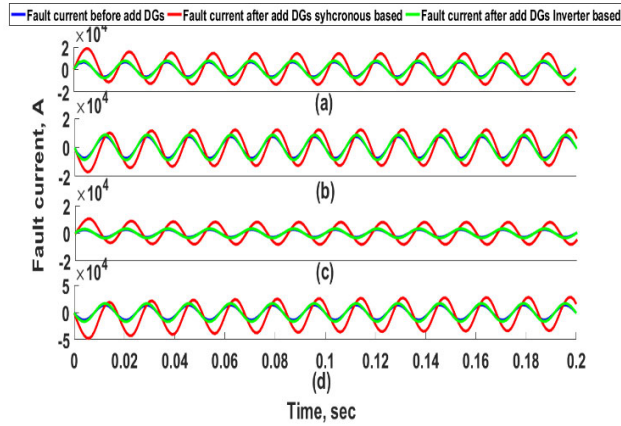 Fault current before add DGs Fault current after add DGs syhcronous based Fault current after add DGs Inverter based
×10⁴
2
0
-2
(a)
×10⁴
2
0
-2
(b)
×10⁴
2
0
-2
(c)
×10⁴
5
0
-5
0 0.02 0.04 0.06 0.08 0.1 0.12 0.14 0.16 0.18 0.2
(d)
Time, sec
Fault current, A